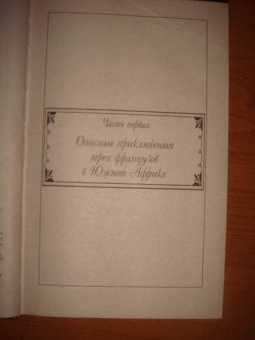 Часть первая
Опасные приключения
трех французов
в Южной Африке